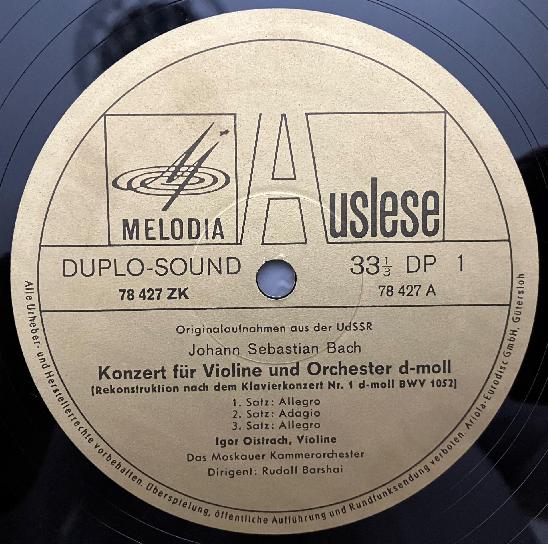 MELODIA
Auslese
DUPLO-SOUND
33⅓ DP 1
78 427 ZK
78 427 A
Originalaufnahmen aus der UdSSR
Johann Sebastian Bach
Konzert für Violine und Orchester d-moll
(Rekonstruktion nach dem Klavierkonzert Nr. 1 d-moll BWV 1052)
1. Satz: Allegro
2. Satz: Adagio
3. Satz: Allegro
Igor Oistrach, Violine
Das Moskauer Kammerorchester
Dirigent: Rudolf Barshai
Alle Urheber- und Herstellerrechte vorbehalten. Überspielung, öffentliche Aufführung und Rundfunksendung verboten. Ariola-Eurodisc GmbH, Gütersloh